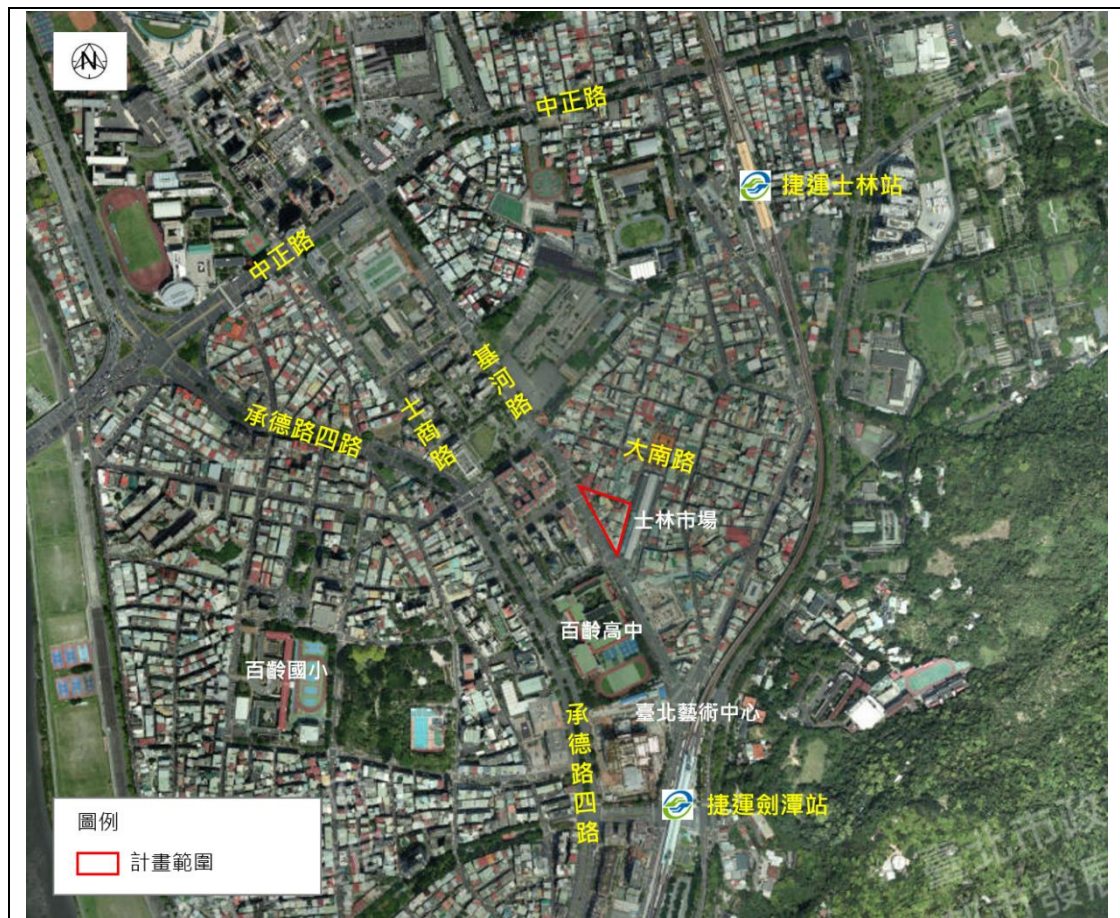 N
中正路
捷運士林站
中正路
基河路
士商路
承德路四路
大南路
士林市場
百齡高中
百齡國小
臺北藝術中心
承德路四路
捷運劍潭站
圖例
計畫範圍